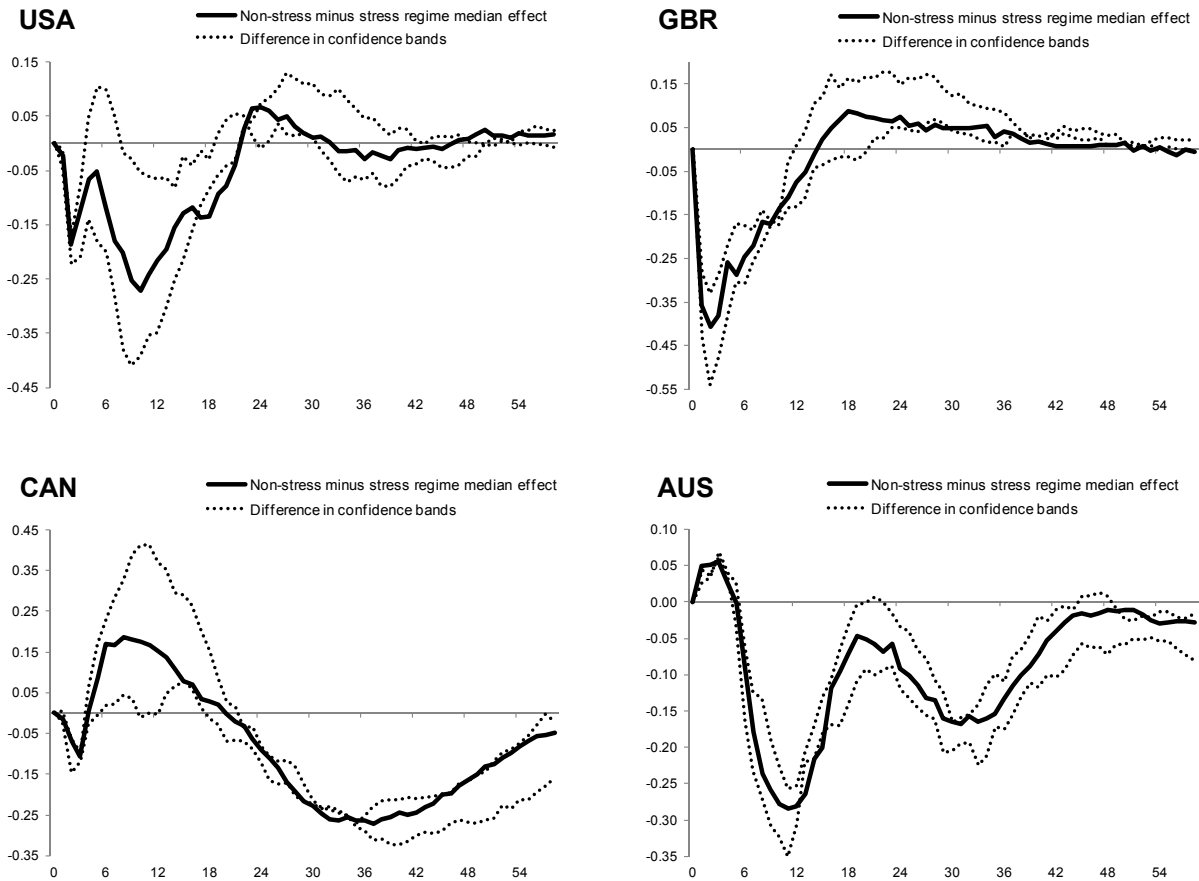 USA
Non-stress minus stress regime median effect
Difference in confidence bands
0.15
0.05
-0.05
-0.15
-0.25
-0.35
-0.45
0 6 12 18 24 30 36 42 48 54
GBR
Non-stress minus stress regime median effect
Difference in confidence bands
0.15
0.05
-0.05
-0.15
-0.25
-0.35
-0.45
-0.55
0 6 12 18 24 30 36 42 48 54
CAN
Non-stress minus stress regime median effect
Difference in confidence bands
0.45
0.35
0.25
0.15
0.05
-0.05
-0.15
-0.25
-0.35
0 6 12 18 24 30 36 42 48 54
AUS
Non-stress minus stress regime median effect
Difference in confidence bands
0.10
0.05
0.00
-0.05
-0.10
-0.15
-0.20
-0.25
-0.30
-0.35
0 6 12 18 24 30 36 42 48 54